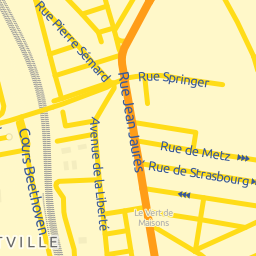 Rue Pierre Sémard
Rue Springer
Rue Jean Jaurès
Avenue de la Liberté
Cours Beethoven
Rue de Metz
Rue de Strasbourg
Le Vert de
Maisons
TVILLE